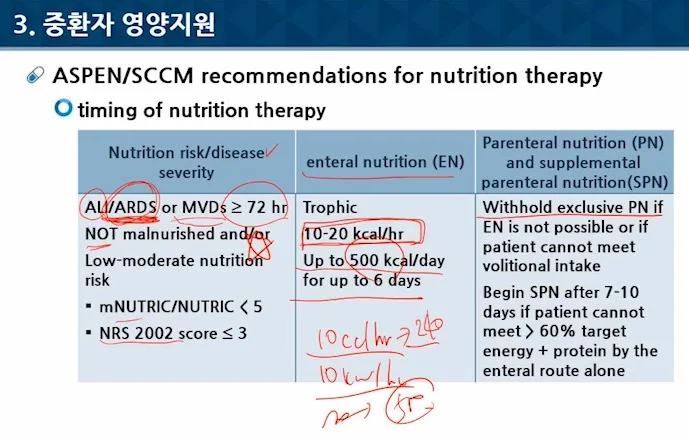 3. 중환자 영양지원
ASPEN/SCCM recommendations for nutrition therapy
timing of nutrition therapy
Nutrition risk/disease
severity
enteral nutrition (EN)
Parenteral nutrition (PN)
and supplemental
parenteral nutrition(SPN)
ALI/ARDS or MVDs ≥ 72 hr
NOT malnurished and/or
Low-moderate nutrition
risk
▪ mNUTRIC/NUTRIC < 5
▪ NRS 2002 score ≤ 3
Trophic
10-20 kcal/hr
Up to 500 kcal/day
for up to 6 days
10cc/hr → 240
Withhold exclusive PN if
EN is not possible or if
patient cannot meet
volitional intake
Begin SPN after 7-10
days if patient cannot
meet > 60% target
energy + protein by the
enteral route alone